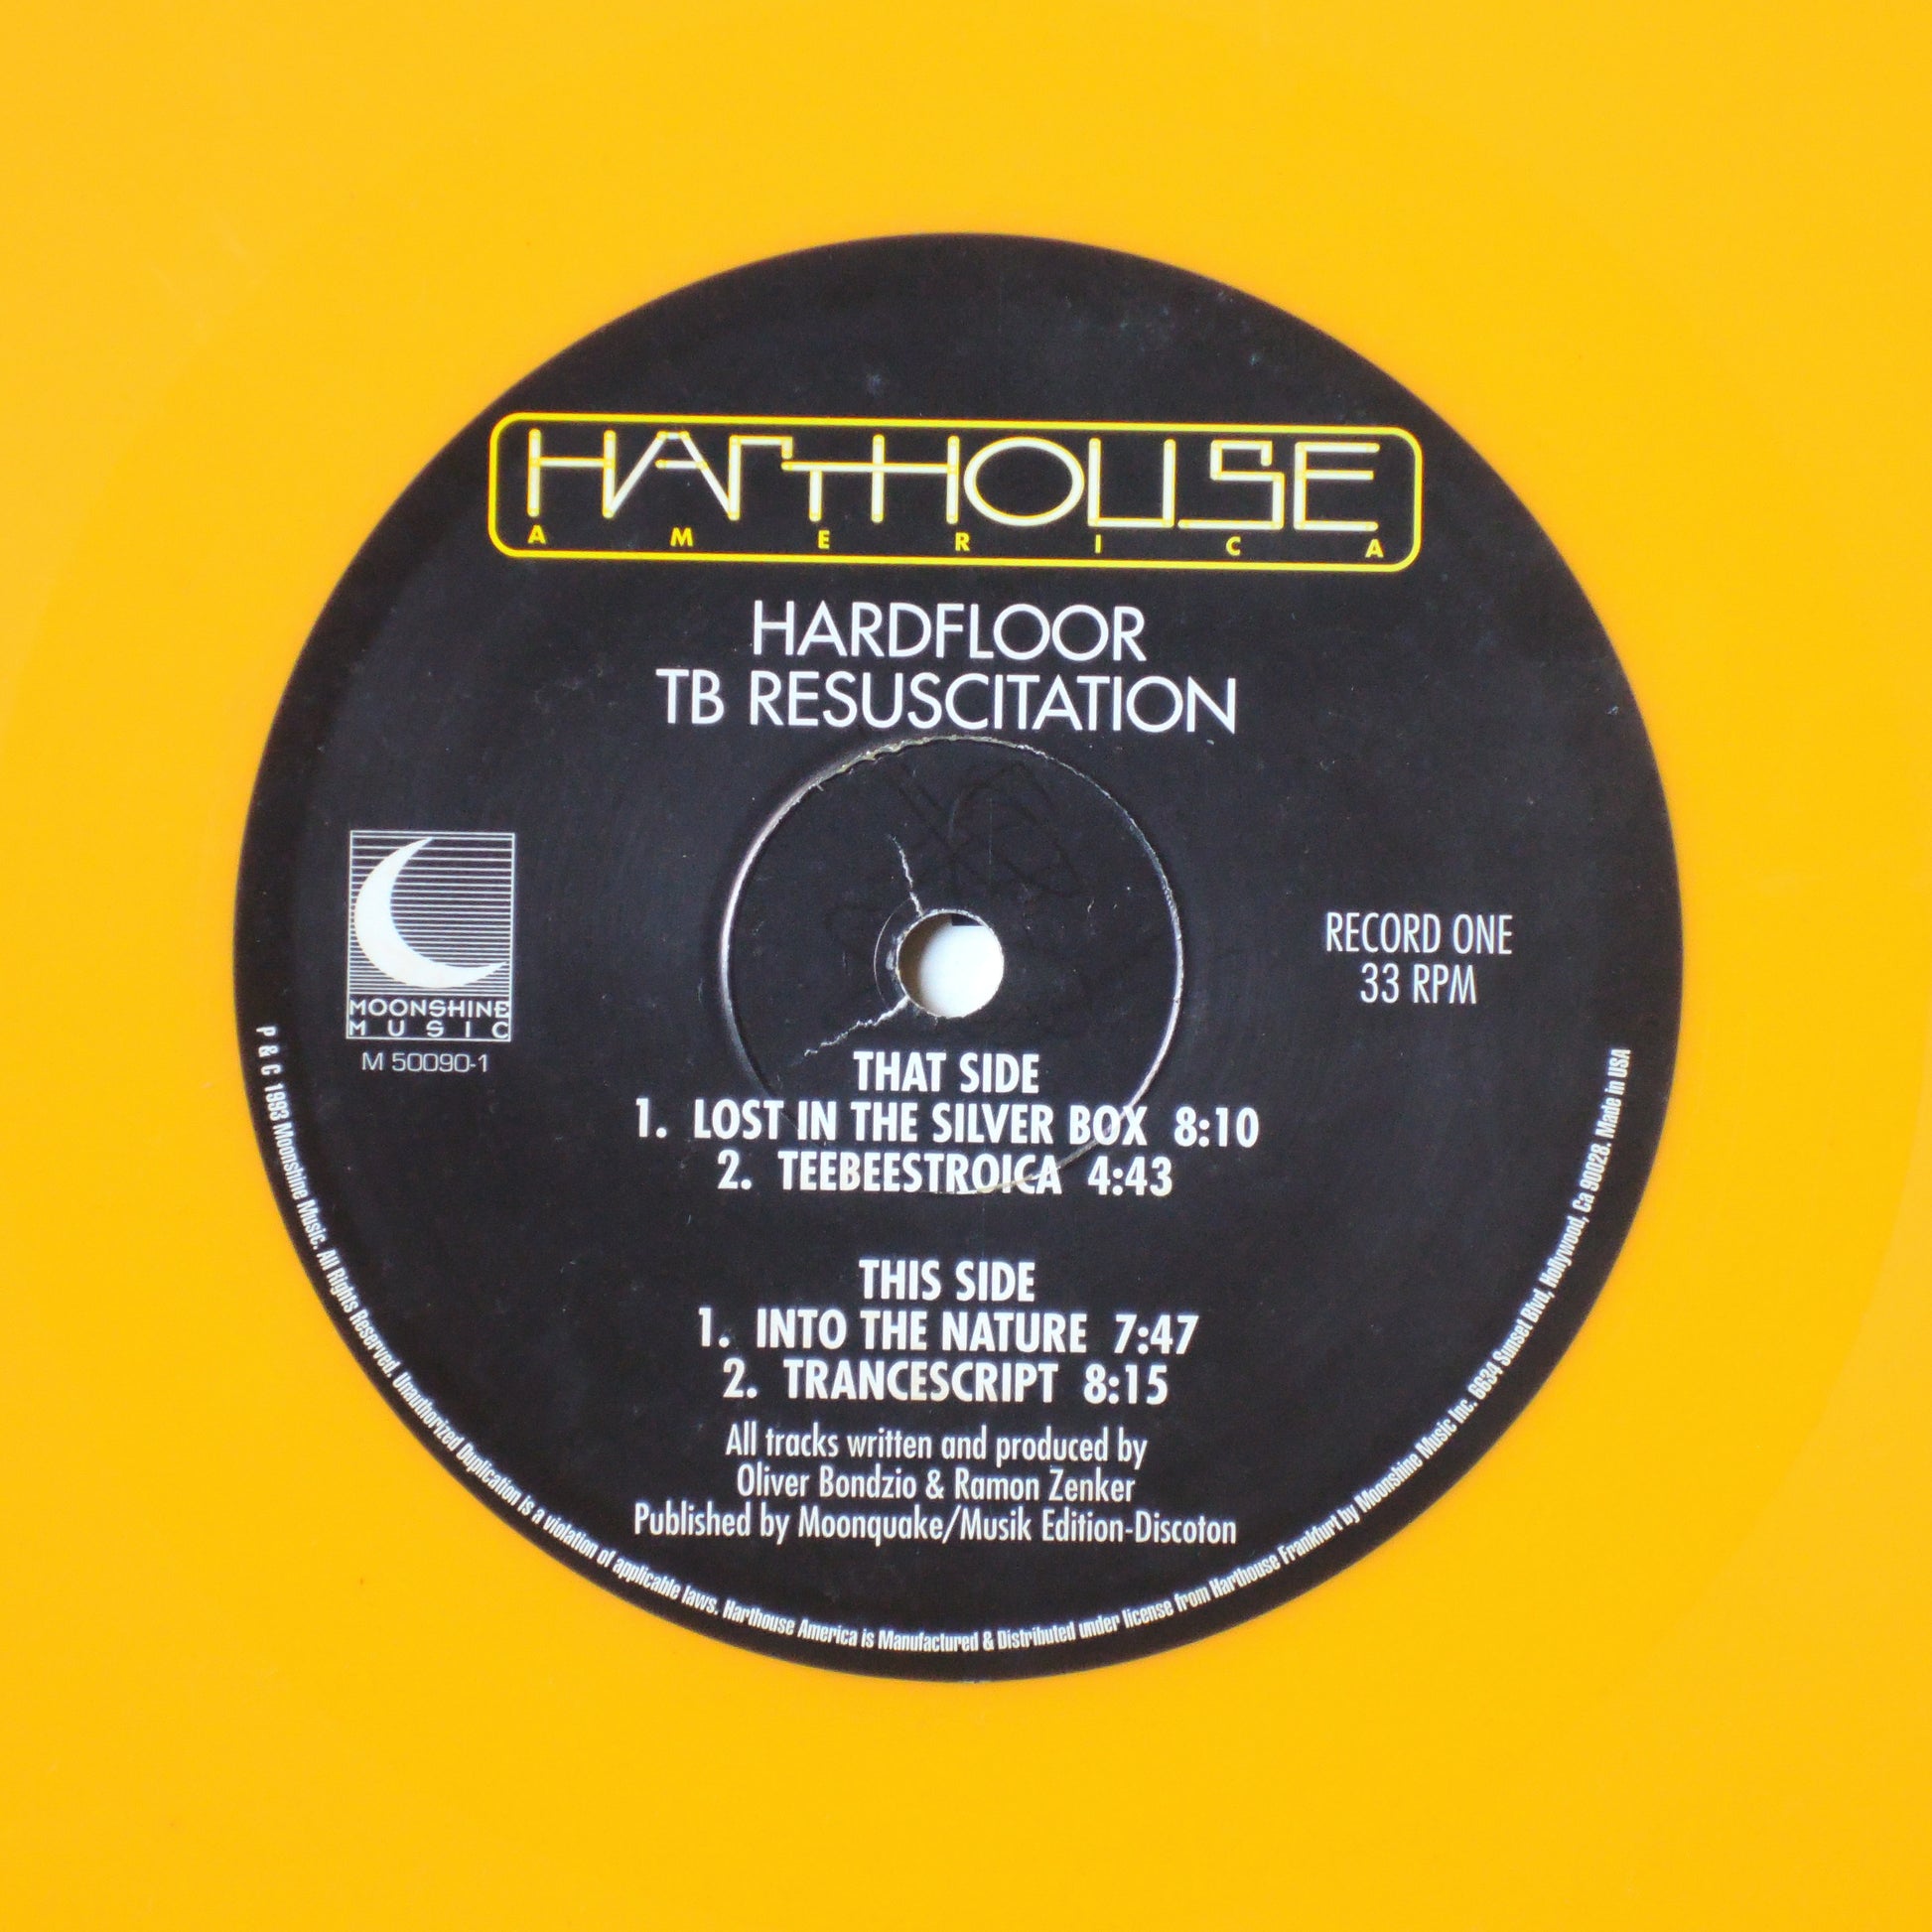 HARTHOUSE
AMERICA
HARDFLOOR
TB RESUSCITATION
MOONSHINE
MUSIC
M 50090-1
RECORD ONE
33 RPM
THAT SIDE
1. LOST IN THE SILVER BOX 8:10
2. TEEBEESTROICA 4:43
THIS SIDE
1. INTO THE NATURE 7:47
2. TRANCESCRIPT 8:15
All tracks written and produced by
Oliver Bondzio & Ramon Zenker
Published by Moonquake/Musik Edition-Discoton
P & C 1993 Moonshine Music. All Rights Reserved. Unauthorized Duplication is a violation of applicable laws. Harthouse America is Manufactured & Distributed under license from Harthouse Frankfurt by Moonshine Music Inc. 6634 Sunset Blvd, Hollywood, Ca 90028. Made in USA